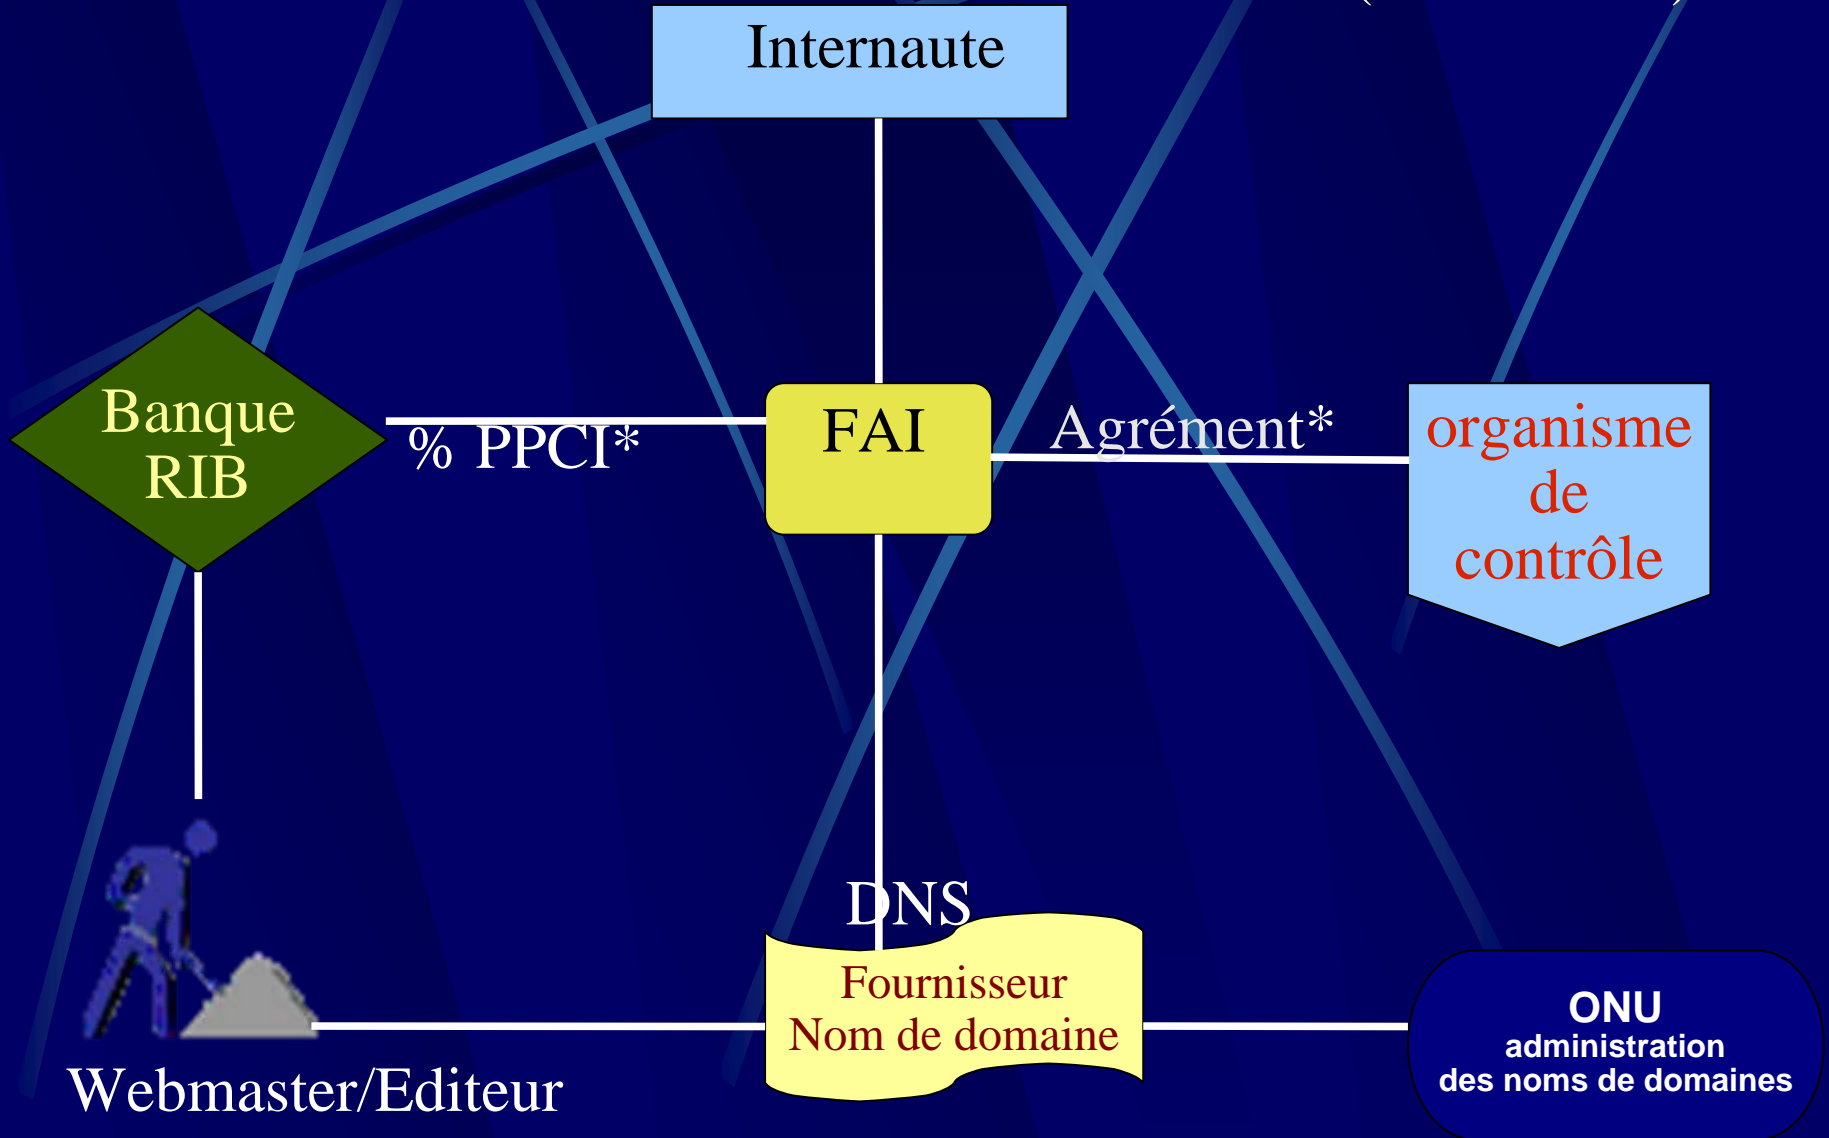 Internaute
Banque
RIB
% PPCI*
FAI
Agrément*
organisme
de
contrôle
DNS
Fournisseur
Nom de domaine
ONU
administration
des noms de domaines
Webmaster/Editeur